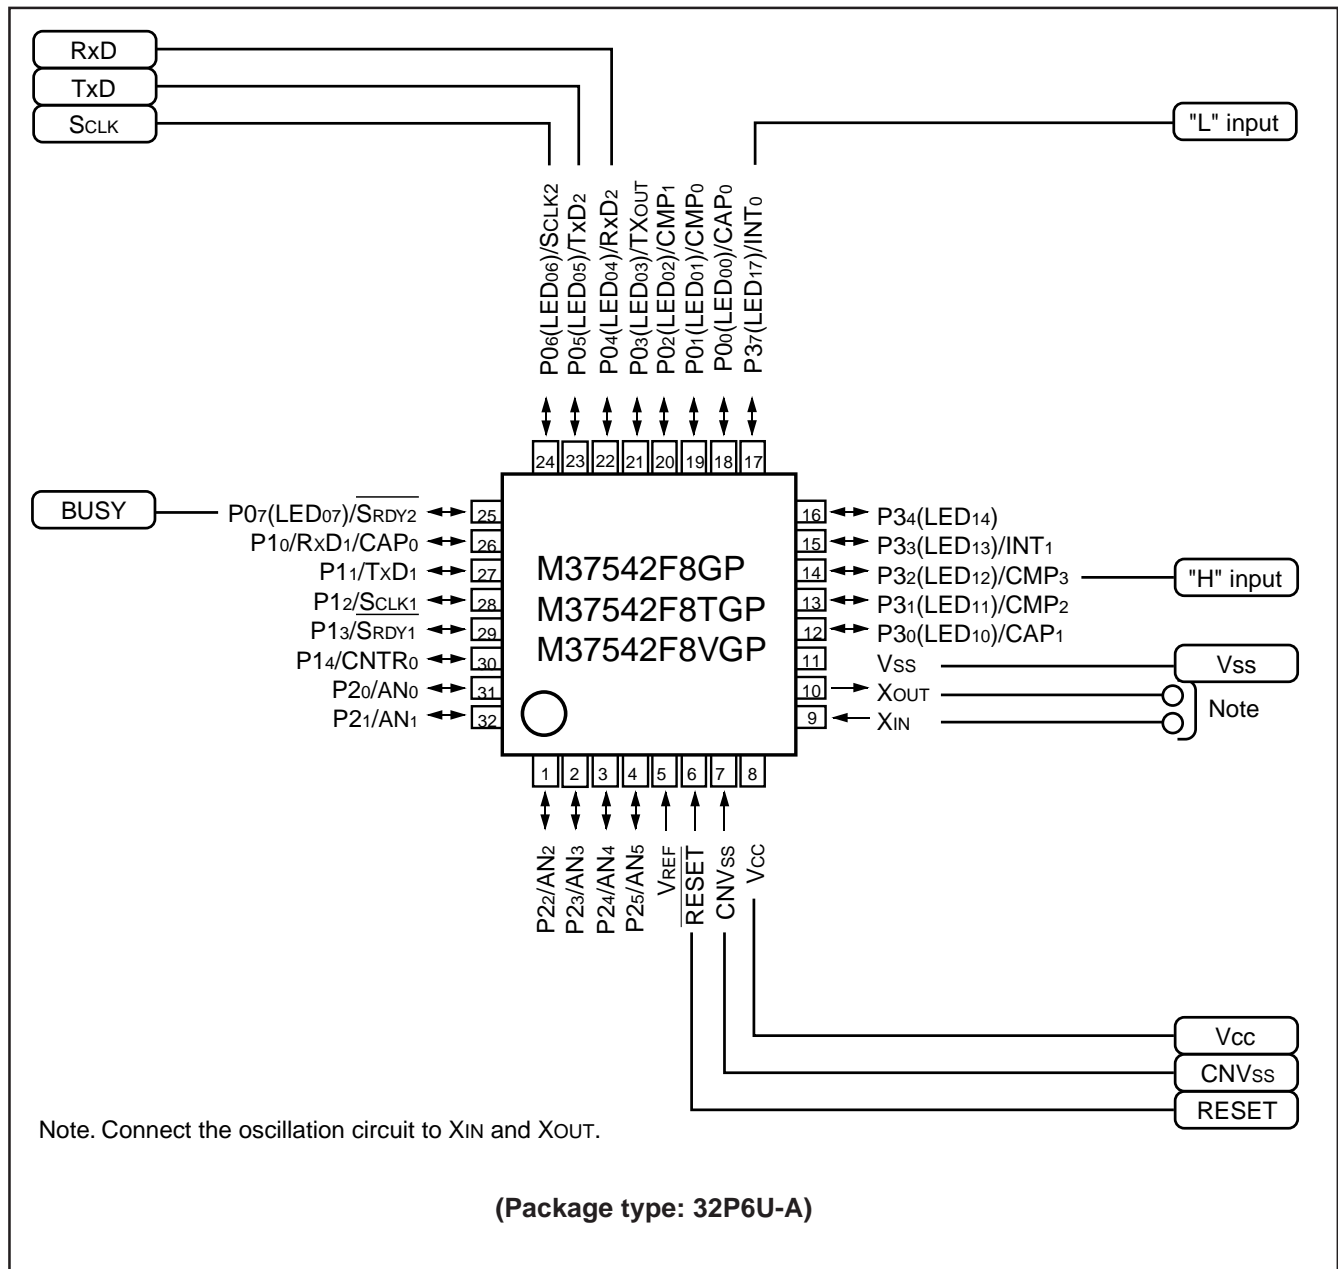 RxD
TxD
SCLK
"L" input
P06(LED06)/SCLK2
P05(LED05)/TxD2
P04(LED04)/RxD2
P03(LED03)/TXOUT
P02(LED02)/CMP1
P01(LED01)/CMP0
P00(LED00)/CAP0
P37(LED17)/INT0
24 23 22 21 20 19 18 17
BUSY
P07(LED07)/SRDY2 25
P10/RxD1/CAP0 26
P11/TxD1 27
P12/SCLK1 28
P13/SRDY1 29
P14/CNTR0 30
P20/AN0 31
P21/AN1 32
M37542F8GP
M37542F8TGP
M37542F8VGP
16 P34(LED14)
15 P33(LED13)/INT1
14 P32(LED12)/CMP3 "H" input
13 P31(LED11)/CMP2
12 P30(LED10)/CAP1
11 VSS Vss
10 XOUT
9 XIN
Note
1 2 3 4 5 6 7 8
P22/AN2
P23/AN3
P24/AN4
P25/AN5
VREF
RESET
CNVSS
VCC
Vcc
CNVss
RESET
Note. Connect the oscillation circuit to XIN and XOUT.
(Package type: 32P6U-A)